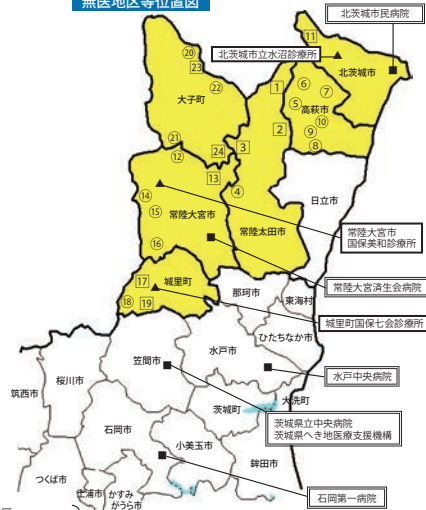 無医地区等位置図
北茨城市民病院
⑪
北茨城市立水沼診療所
北茨城市
⑳
23
㉒
大子町
1
⑥
⑦
⑤
高萩市
⑩
⑨
⑧
2
㉑
24
3
⑫
13
日立市
④
⑭
⑮
常陸大宮市
常陸太田市
⑯
常陸大宮市
国保美和診療所
常陸大宮済生会病院
17
城里町
⑱
19
那珂市
東海村
城里町国保七会診療所
ひたちなか市
水戸市
笠間市
水戸中央病院
桜川市
筑西市
茨城町
大洗町
茨城県立中央病院
茨城県へき地医療支援機構
石岡市
小美玉市
鉾田市
つくば市
土浦市
かすみ
がうら市
石岡第一病院